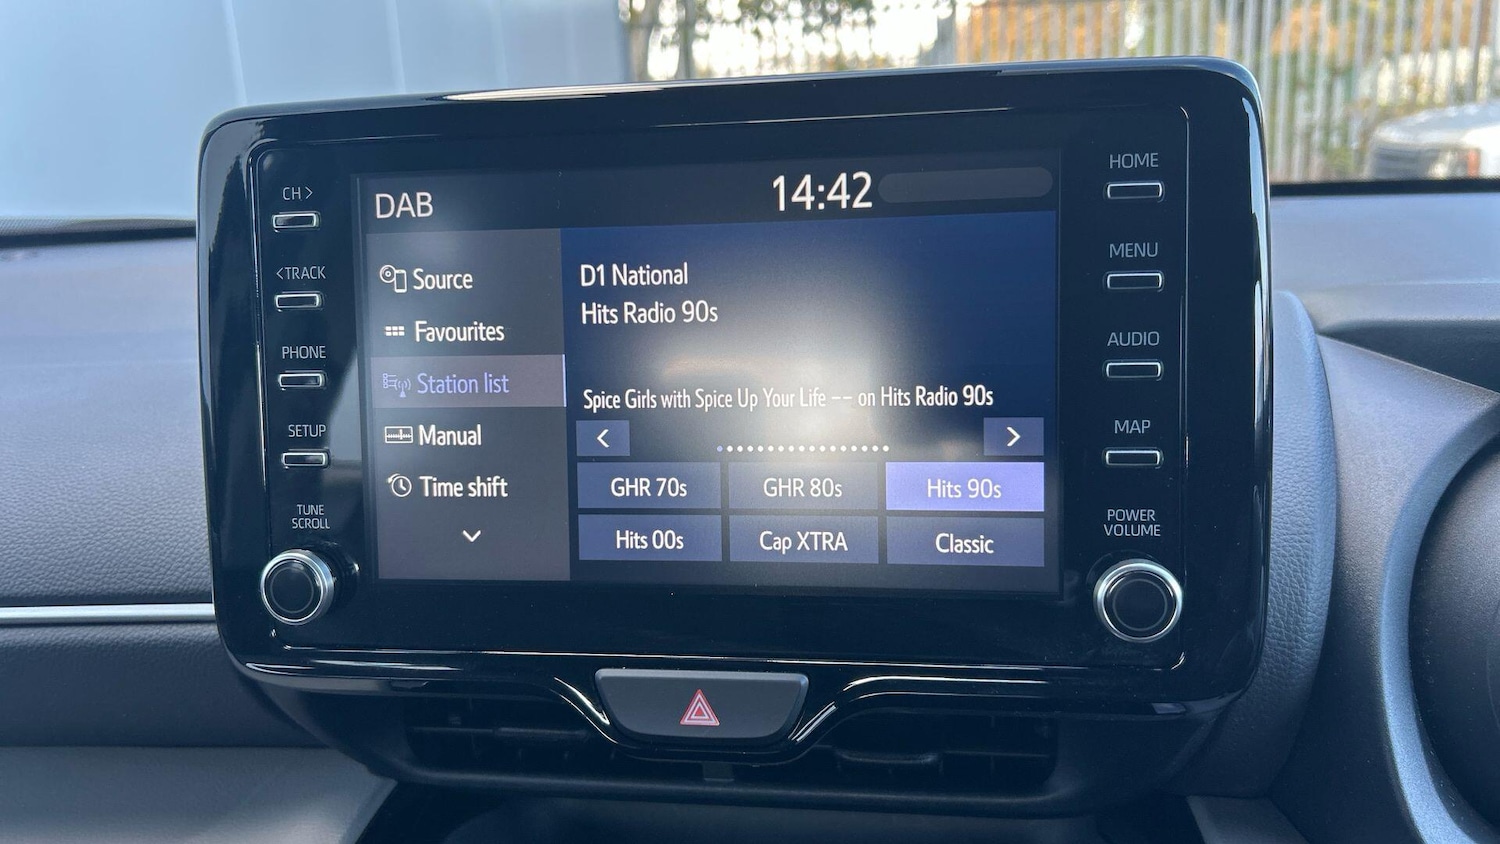 CH >
< TRACK
PHONE
SETUP
TUNE
SCROLL
DAB
14:42
Source
Favourites
Station list
Manual
Time shift
D1 National
Hits Radio 90s
Spice Girls with Spice Up Your Life –– on Hits Radio 90s
<
>
GHR 70s
GHR 80s
Hits 90s
Hits 00s
Cap XTRA
Classic
HOME
MENU
AUDIO
MAP
POWER
VOLUME